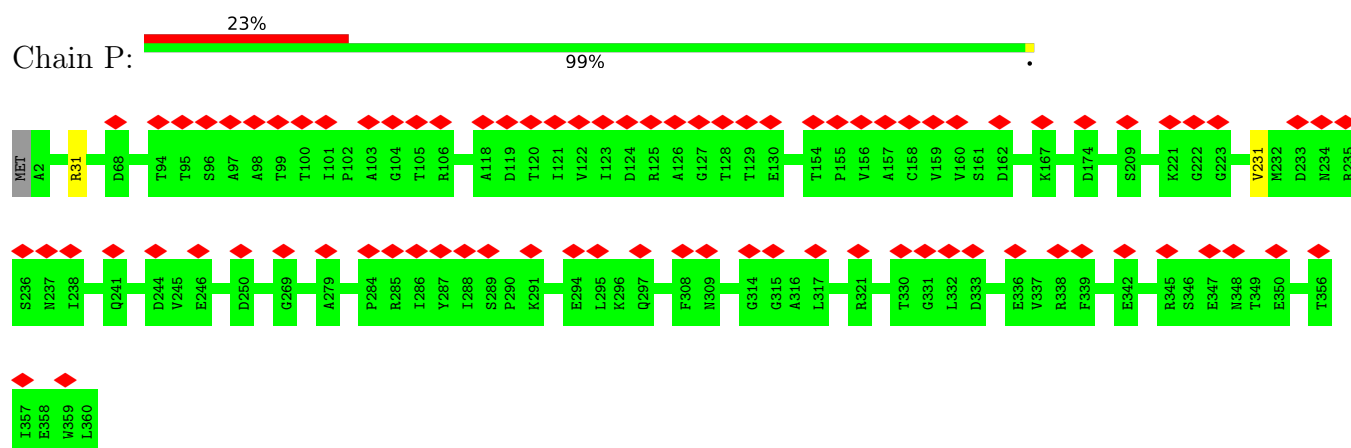 23%
Chain P:
99%
.
MET A2 R31 D68 T94 T95 S96 A97 A98 T99 T100 I101 P102 A103 G104 T105 R106 A118 D119 T120 I121 V122 I123 D124 R125 A126 G127 T128 T129 E130 T154 P155 V156 A157 C158 V159 V160 S161 D162 K167 D174 S209 K221 G222 G223 V231 M232 D233 N234 R235
S236 N237 I238 Q241 D244 V245 E246 D250 G269 A279 P284 R285 I286 Y287 I288 S289 P290 K291 E294 L295 K296 Q297 F308 N309 G314 G315 A316 L317 R321 T330 G331 L332 D333 E336 V337 R338 F339 E342 R345 S346 E347 N348 T349 E350 T356
I357 E358 W359 L360